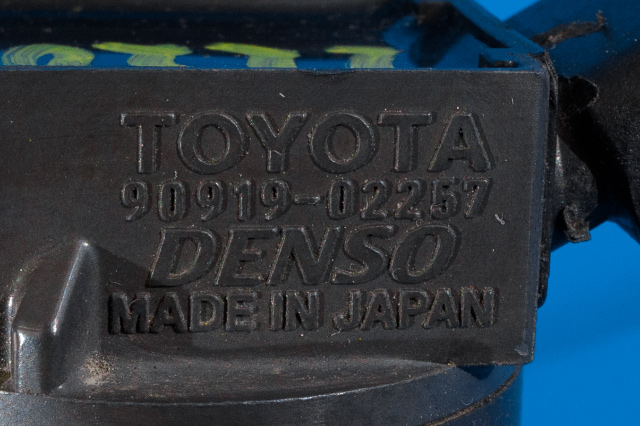 TOYOTA
90919-02257
DENSO
MADE IN JAPAN